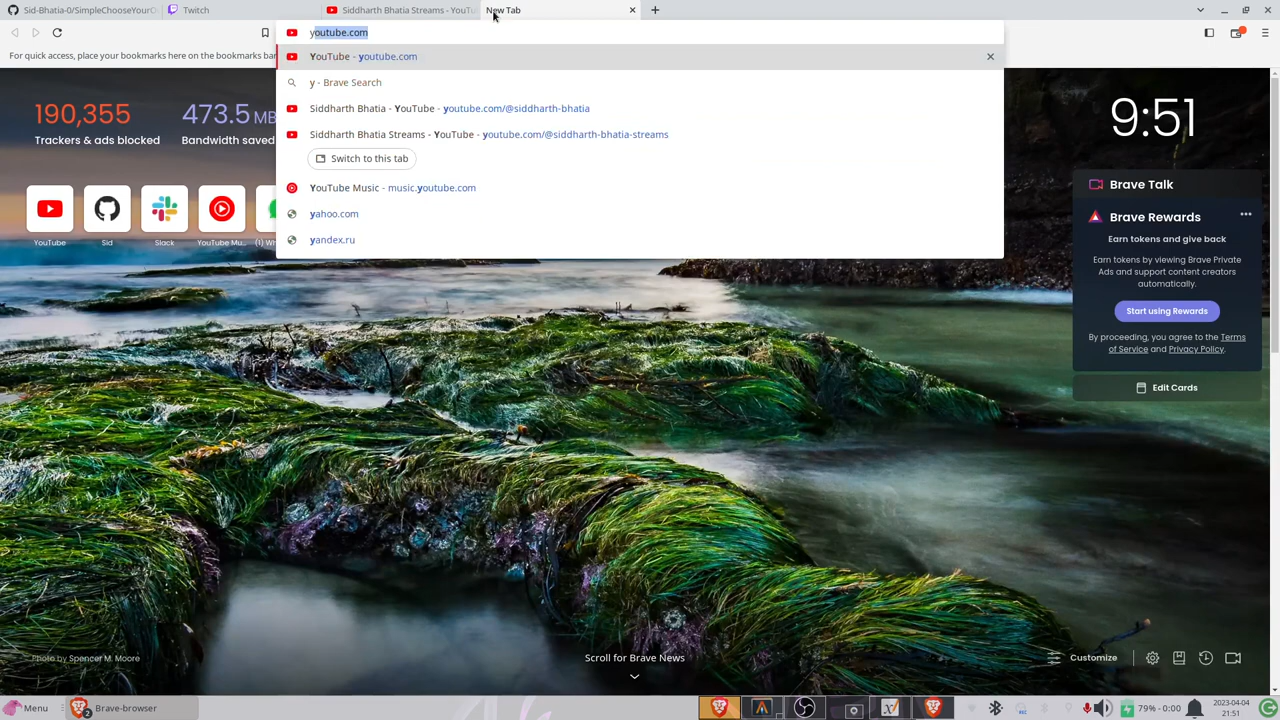 Sid-Bhatia-0/SimpleChooseYourO
Twitch
Siddharth Bhatia Streams - YouTu
New Tab
youtube.com
For quick access, place your bookmarks here on the bookmarks ba
YouTube - youtube.com
y - Brave Search
Siddharth Bhatia - YouTube - youtube.com/@siddharth-bhatia
Siddharth Bhatia Streams - YouTube - youtube.com/@siddharth-bhatia-streams
Switch to this tab
YouTube Music - music.youtube.com
yahoo.com
yandex.ru
190,355
Trackers & ads blocked
473.5 MB
Bandwidth saved
YouTube
Sid
Slack
YouTube Mu...
9:51
Brave Talk
Brave Rewards
Earn tokens and give back
Earn tokens by viewing Brave Private
Ads and support content creators
automatically.
Start using Rewards
By proceeding, you agree to the Terms
of Service and Privacy Policy.
Edit Cards
Photo by Spencer M. Moore
Scroll for Brave News
Customize
Menu
2
Brave-browser
79% - 0:00
2023-04-04
21:51